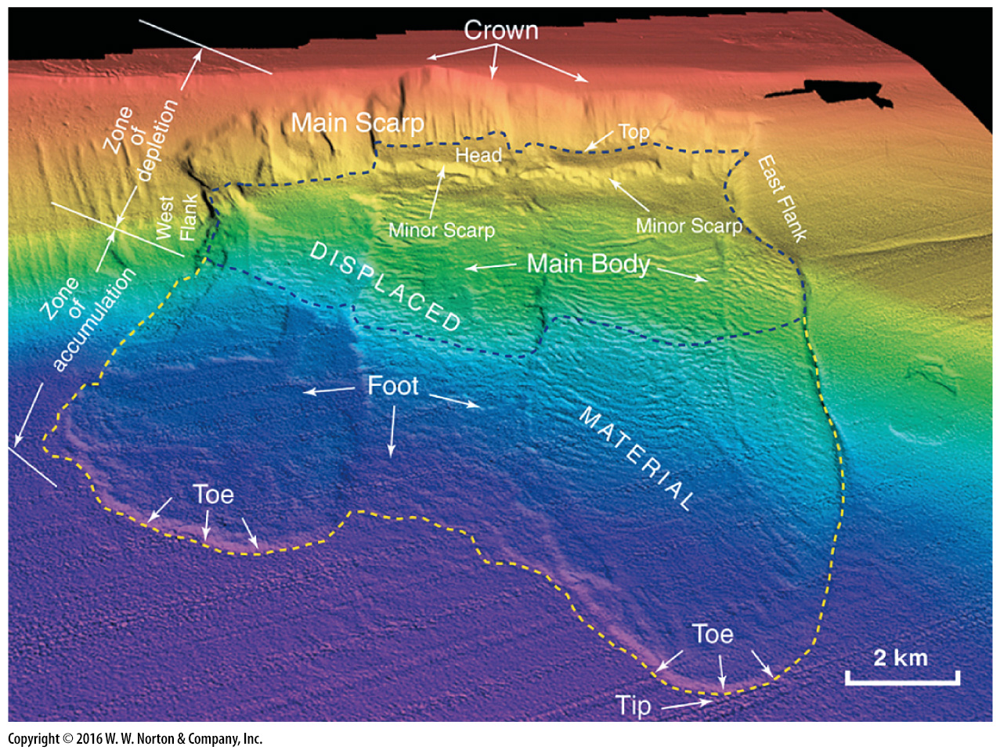 Crown
Zone
of
depletion
Main Scarp
Top
Head
East Flank
West
Flank
Minor Scarp
Minor Scarp
DISPLACED
Main Body
Zone
of
accumulation
Foot
MATERIAL
Toe
Toe
2 km
Tip
Copyright © 2016 W. W. Norton & Company, Inc.